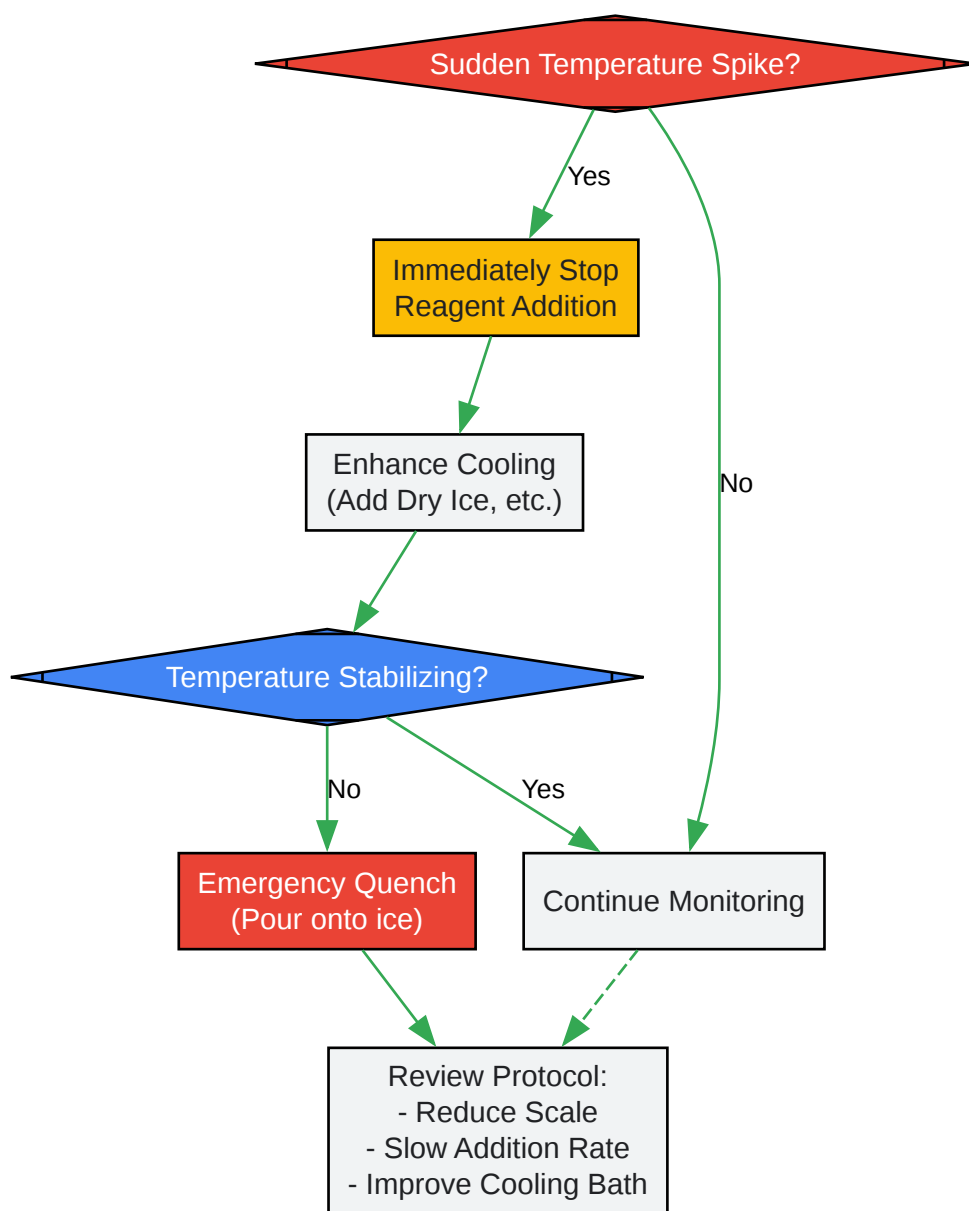 Sudden Temperature Spike?
Yes
Immediately Stop
Reagent Addition
Enhance Cooling
(Add Dry Ice, etc.)
No
Temperature Stabilizing?
No
Yes
Emergency Quench
(Pour onto ice)
Continue Monitoring
Review Protocol:
- Reduce Scale
- Slow Addition Rate
- Improve Cooling Bath